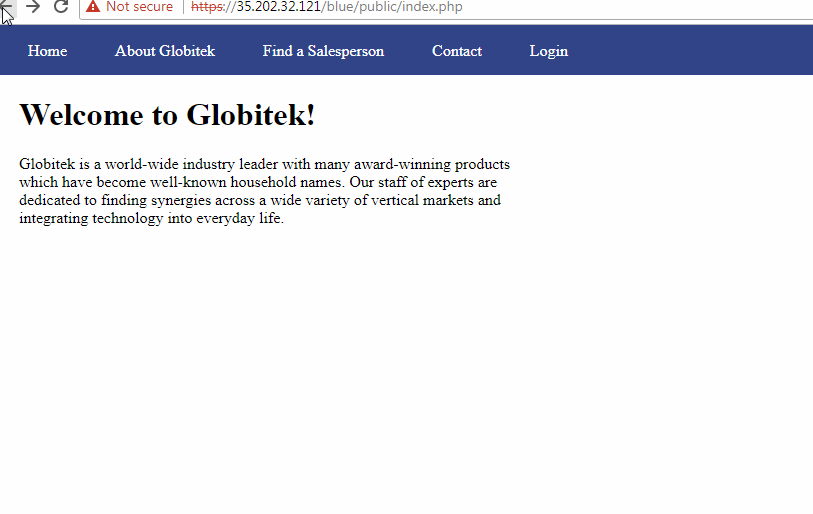 Not secure | https://35.202.32.121/blue/public/index.php
Home About Globitek Find a Salesperson Contact Login
Welcome to Globitek!
Globitek is a world-wide industry leader with many award-winning products
which have become well-known household names. Our staff of experts are
dedicated to finding synergies across a wide variety of vertical markets and
integrating technology into everyday life.